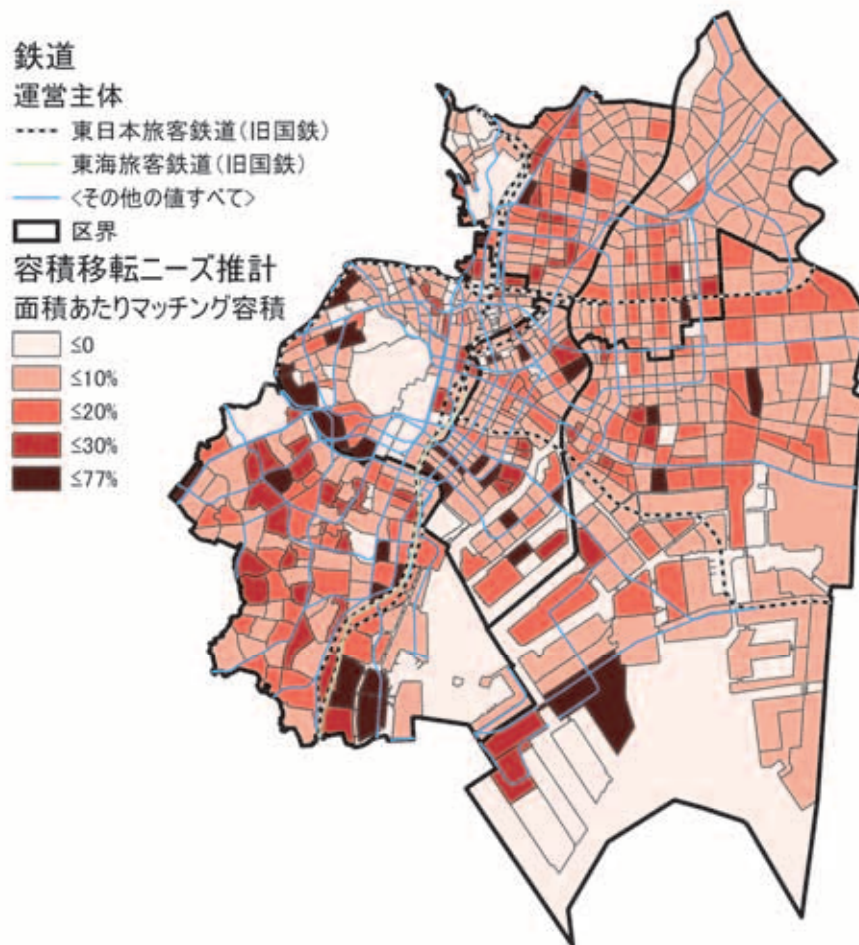 鉄道
運営主体
東日本旅客鉄道(旧国鉄)
東海旅客鉄道(旧国鉄)
<その他の値すべて>
区界
容積移転ニーズ推計
面積あたりマッチング容積
≤0
≤10%
≤20%
≤30%
≤77%